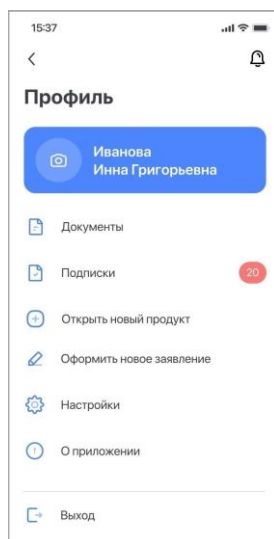 15:37
Профиль
Иванова
Инна Григорьевна
Документы
Подписки
20
Открыть новый продукт
Оформить новое заявление
Настройки
О приложении
Выход